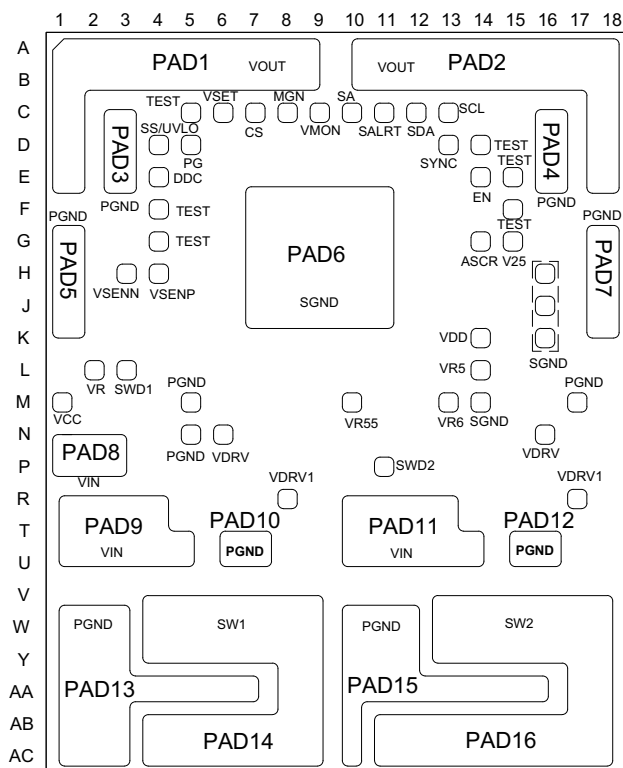 1 2 3 4 5 6 7 8 9 10 11 12 13 14 15 16 17 18
A
PAD1 VOUT VOUT PAD2
B
TEST VSET MGN SA SCL
C
CS VMON SALRT SDA
SS/UVLO
D
PAD3 PG SYNC TEST PAD4
TEST
E
DDC EN
PGND PGND
F
TEST TEST
PGND PGND
G
TEST ASCR V25
PAD5 PAD6 PAD7
H
VSENN VSENP
J
SGND
K
VDD
SGND
L
VR SWD1 PGND VR5 PGND
M
VCC VR55 VR6 SGND
N
PGND VDRV VDRV
PAD8
P
VIN SWD2
VDRV1 VDRV1
R
PAD9 PAD10 PAD11 PAD12
T
VIN PGND VIN PGND
U
V
W
PGND SW1 PGND SW2
Y
AA
PAD13 PAD15
AB
PAD14 PAD16
AC